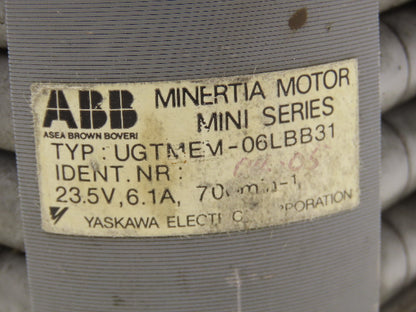 ABB MINERTIA MOTOR
ASEA BROWN BOVERI MINI SERIES
TYP: UGTMEM-06LBB31
IDENT. NR:
23.5V, 6.1A,
YASKAWA